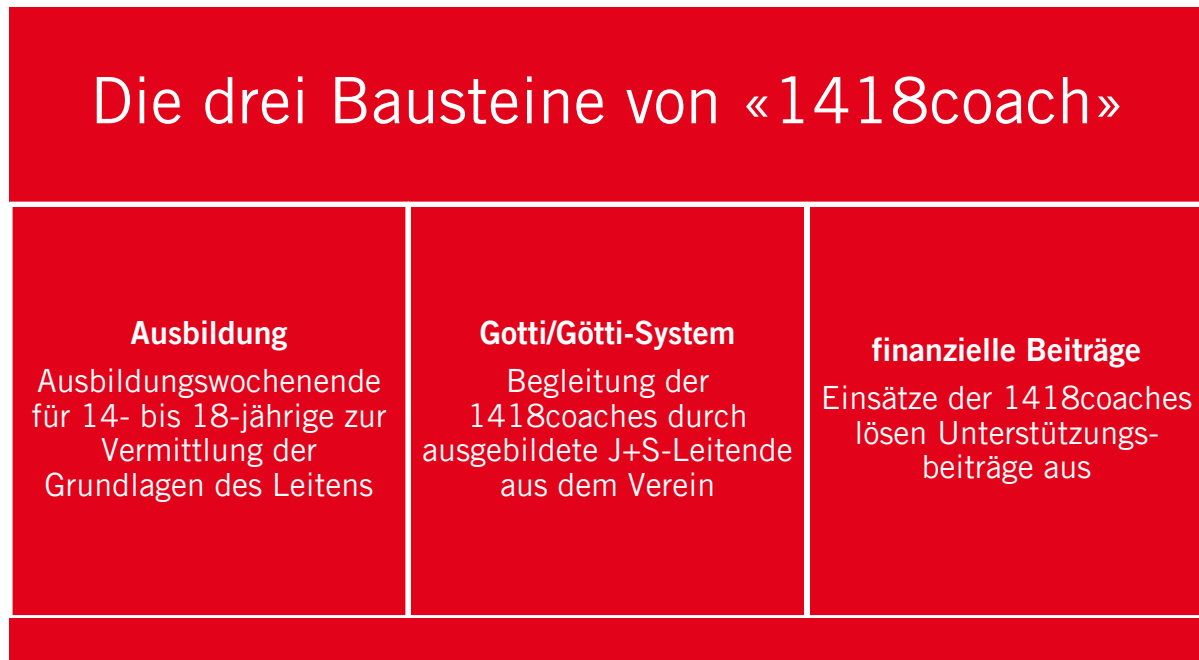 Die drei Bausteine von «1418coach»
Ausbildung
Ausbildungswochenende
für 14- bis 18-jährige zur
Vermittlung der
Grundlagen des Leitens
Gotti/Götti-System
Begleitung der
1418coaches durch
ausgebildete J+S-Leitende
aus dem Verein
finanzielle Beiträge
Einsätze der 1418coaches
lösen Unterstützungs-
beiträge aus